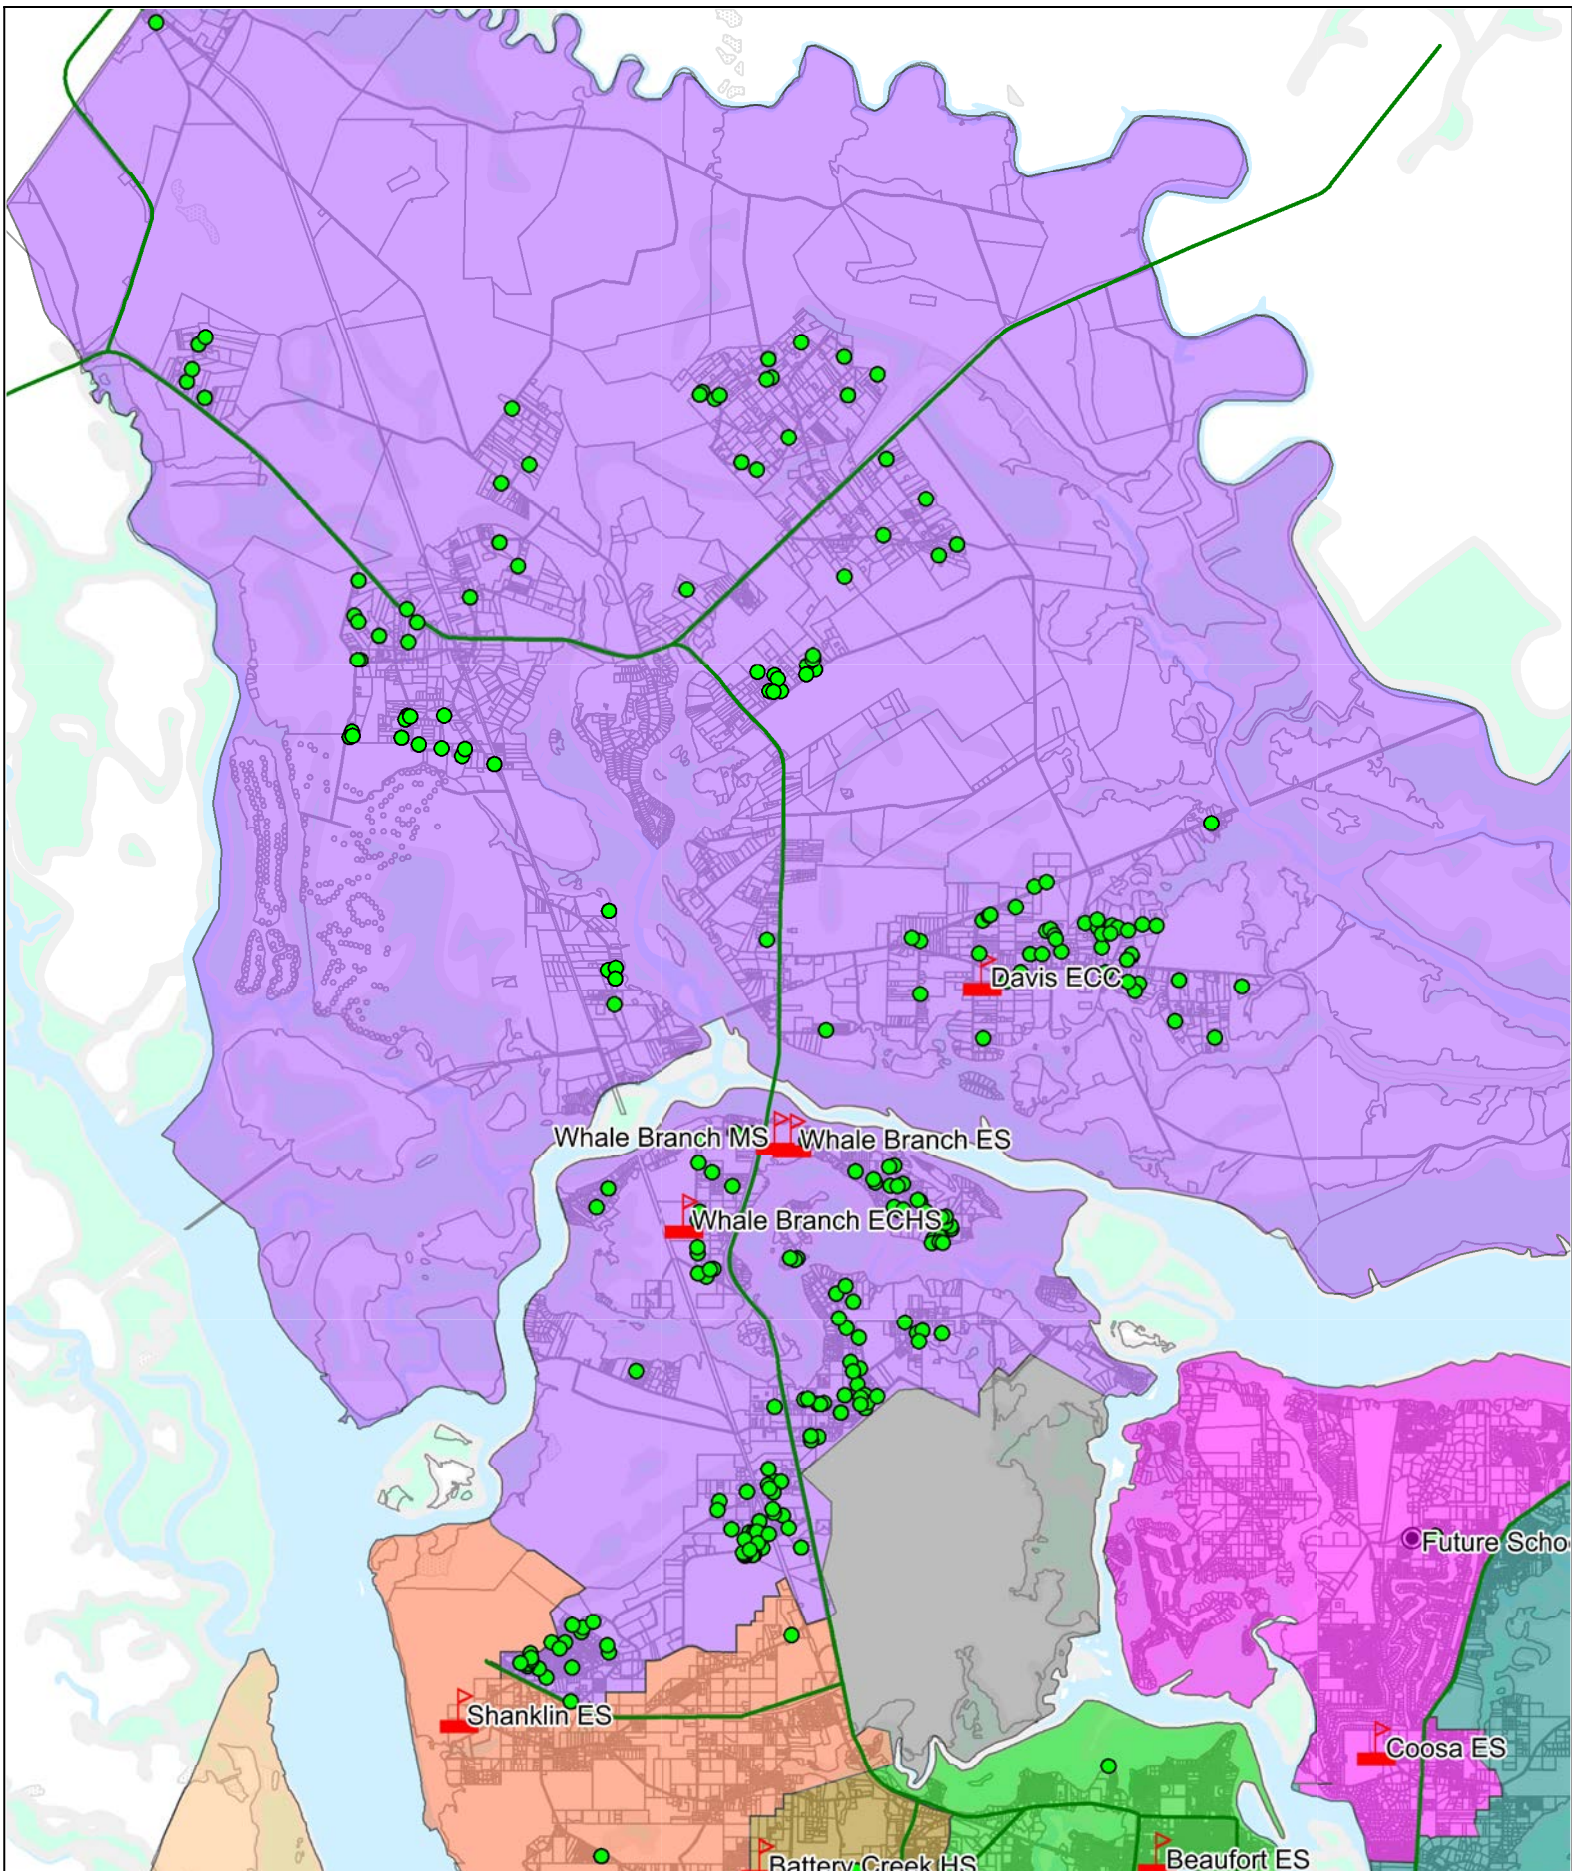 Davis ECC
Whale Branch MS
Whale Branch ES
Whale Branch ECHS
Future Scho
Shanklin ES
Coosa ES
Battery Creek HS
Beaufort ES